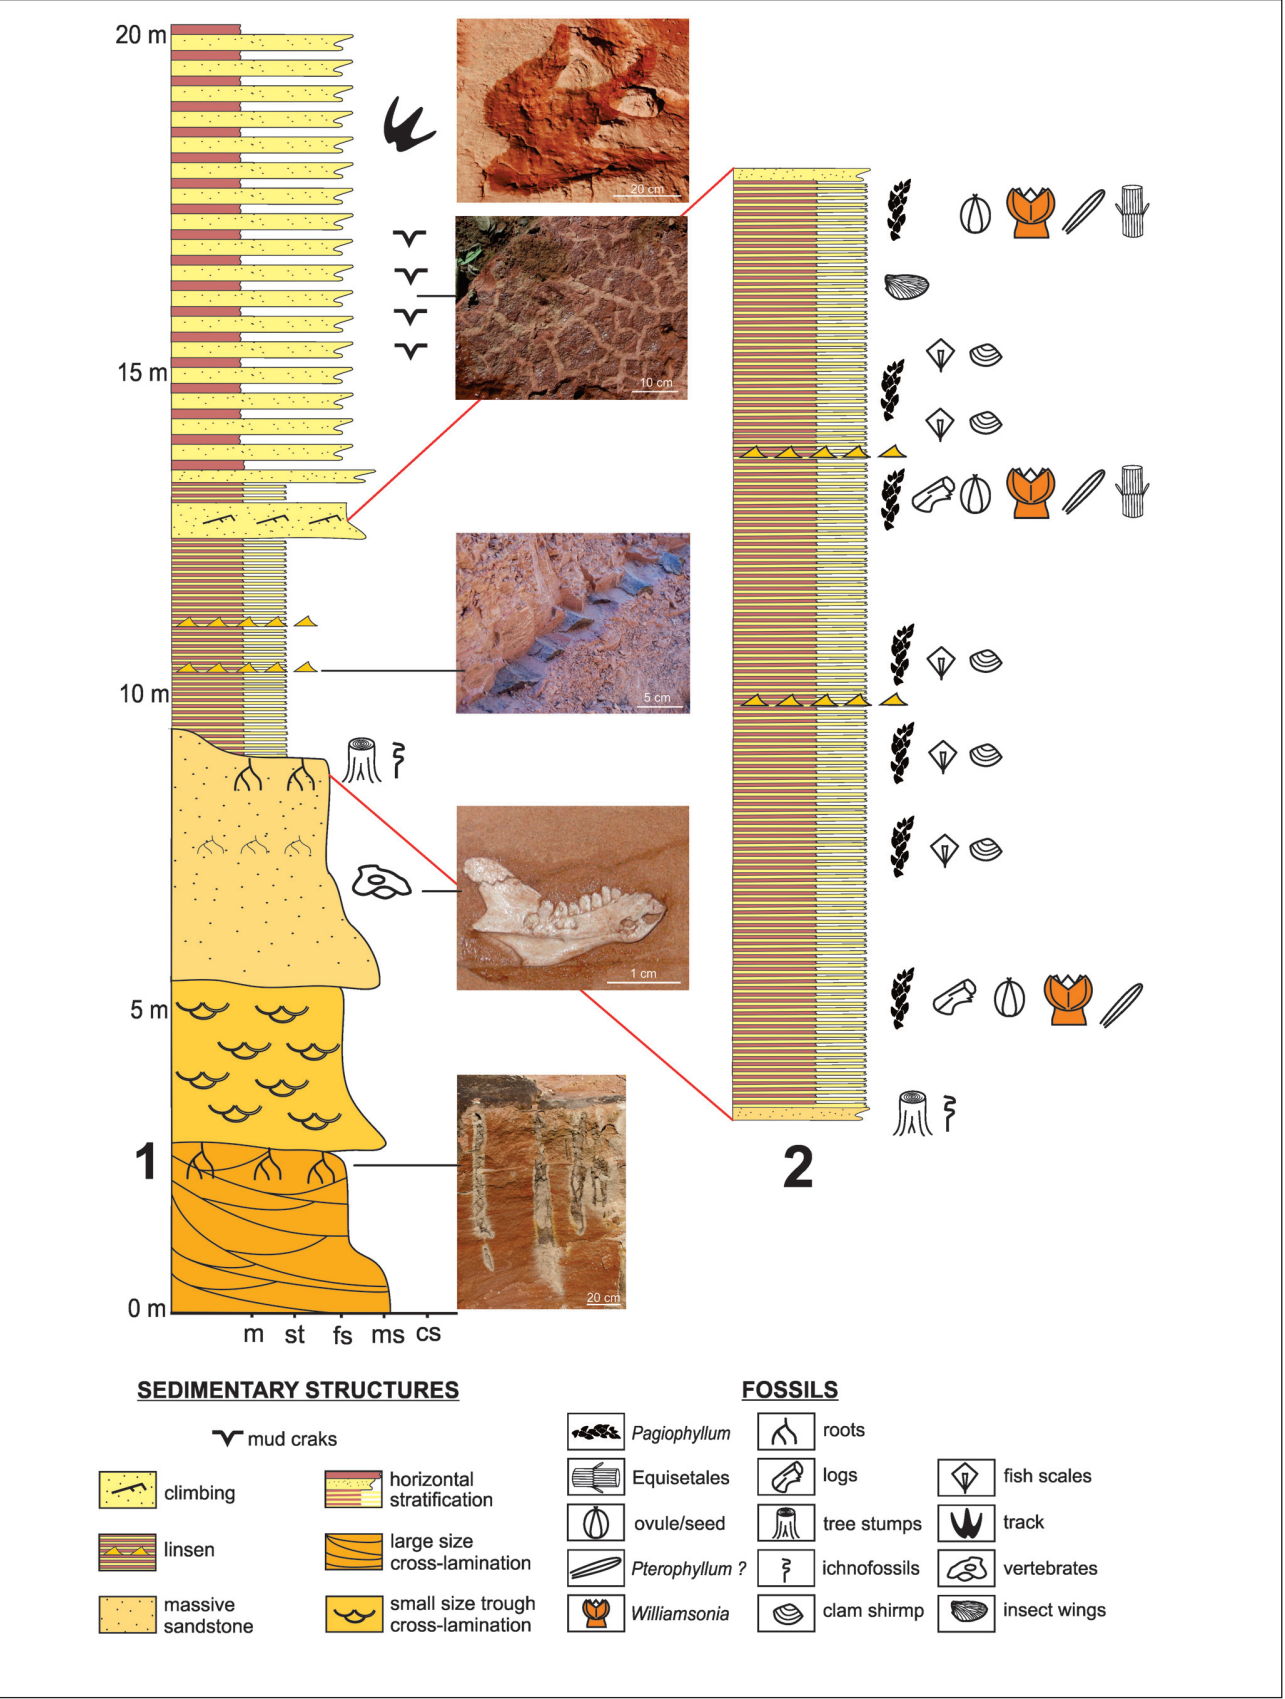 20 m
20 cm
10 cm
15 m
5 cm
10 m
1 cm
5 m
1
2
20 cm
0 m
m st fs ms cs
SEDIMENTARY STRUCTURES
mud craks
climbing
horizontal
stratification
linsen
large size
cross-lamination
massive
sandstone
small size trough
cross-lamination
FOSSILS
Pagiophyllum
roots
Equisetales
logs
fish scales
ovule/seed
tree stumps
track
Pterophyllum ?
ichnofossils
vertebrates
Williamsonia
clam shirmp
insect wings